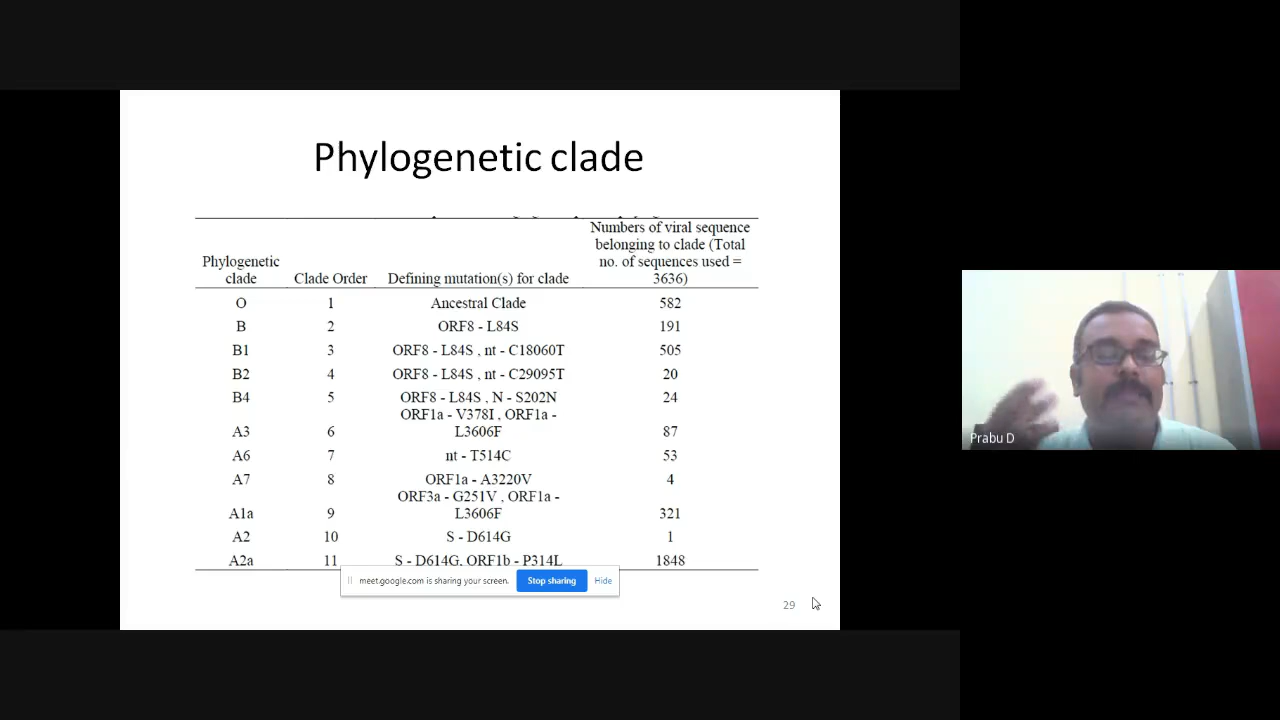 Phylogenetic clade
Numbers of viral sequence
belonging to clade (Total
Phylogenetic no. of sequences used =
clade Clade Order Defining mutation(s) for clade 3636)
O 1 Ancestral Clade 582
B 2 ORF8 - L84S 191
B1 3 ORF8 - L84S , nt - C18060T 505
B2 4 ORF8 - L84S , nt - C29095T 20
B4 5 ORF8 - L84S , N - S202N 24
ORF1a - V378I , ORF1a -
A3 6 L3606F 87
A6 7 nt - T514C 53
A7 8 ORF1a - A3220V 4
ORF3a - G251V , ORF1a -
A1a 9 L3606F 321
A2 10 S - D614G 1
A2a 11 S - D614G, ORF1b - P314L 1848
meet.google.com is sharing your screen. Stop sharing Hide
29
Prabu D